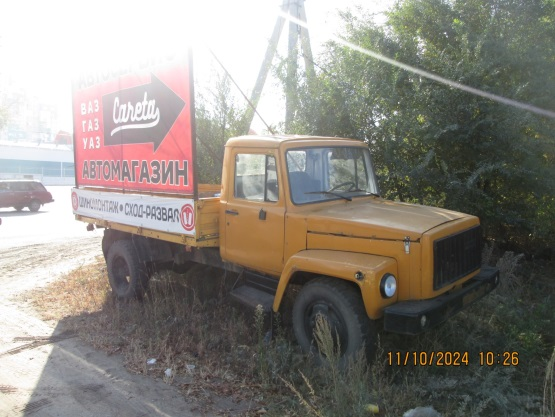 ВАЗ
ГАЗ
УАЗ
Careta
АВТОМАГАЗИН
ШИНОМОНТАЖ • СХОД-РАЗВАЛ
11/10/2024 10:26